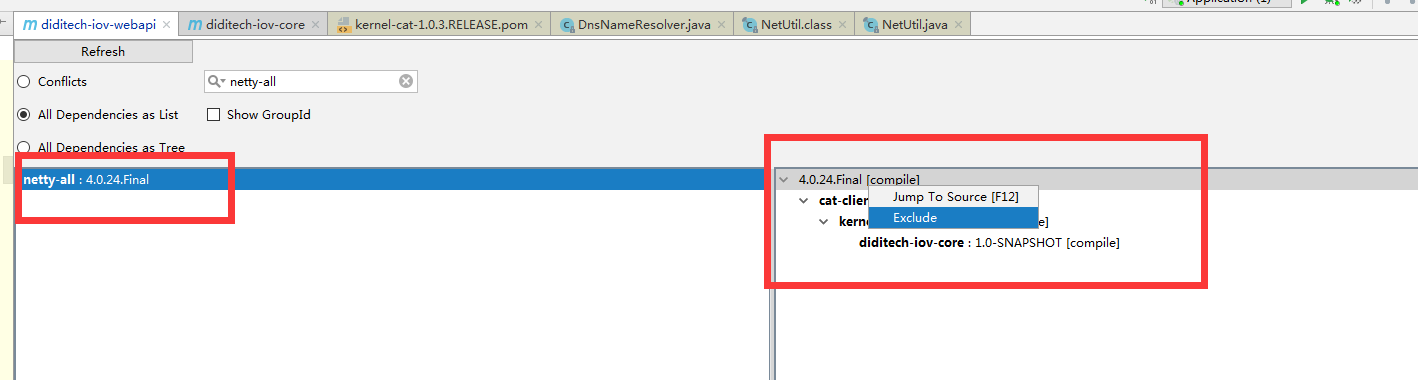 Application (1)
diditech-iov-webapi
diditech-iov-core
kernel-cat-1.0.3.RELEASE.pom
DnsNameResolver.java
NetUtil.class
NetUtil.java
Refresh
Conflicts
netty-all
All Dependencies as List
Show GroupId
All Dependencies as Tree
netty-all : 4.0.24.Final
4.0.24.Final [compile]
cat-clien
Jump To Source [F12]
Exclude
kerne
e]
diditech-iov-core : 1.0-SNAPSHOT [compile]